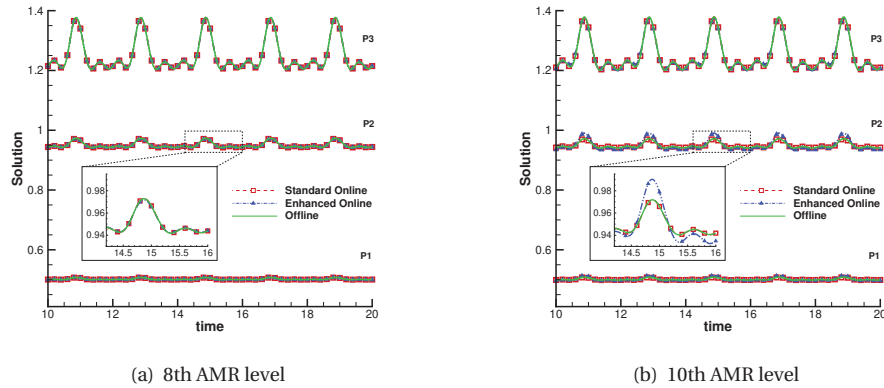 1.4
1.2
1
0.8
0.6
Solution
P3
P2
P1
0.98
0.96
0.94
14.5 15 15.5 16
Standard Online
Enhanced Online
Offline
10 12 14 16 18 20
time
(a) 8th AMR level
1.4
1.2
1
0.8
0.6
Solution
P3
P2
P1
0.98
0.96
0.94
14.5 15 15.5 16
Standard Online
Enhanced Online
Offline
10 12 14 16 18 20
time
(b) 10th AMR level